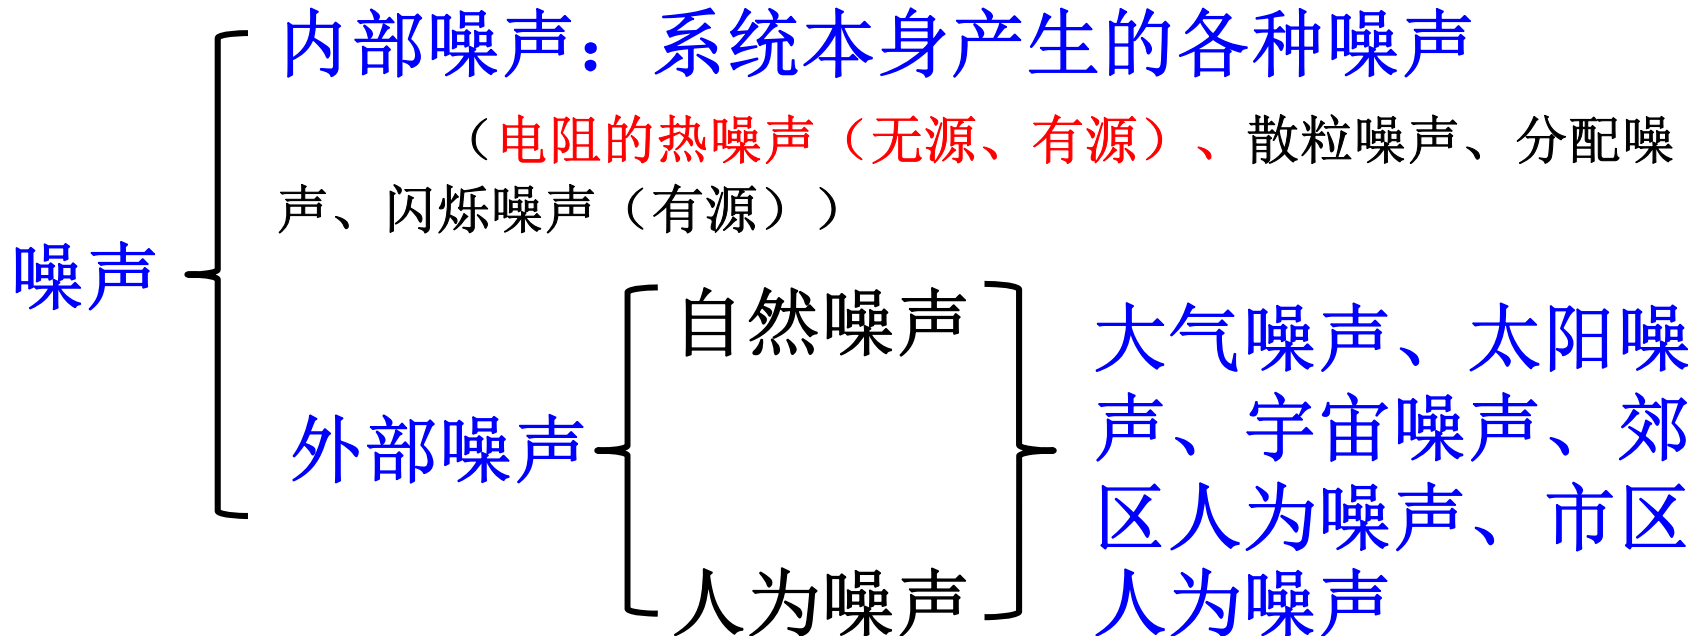 内部噪声：系统本身产生的各种噪声
（电阻的热噪声（无源、有源）、散粒噪声、分配噪
声、闪烁噪声（有源））
噪声
外部噪声
自然噪声
人为噪声
大气噪声、太阳噪
声、宇宙噪声、郊
区人为噪声、市区
人为噪声